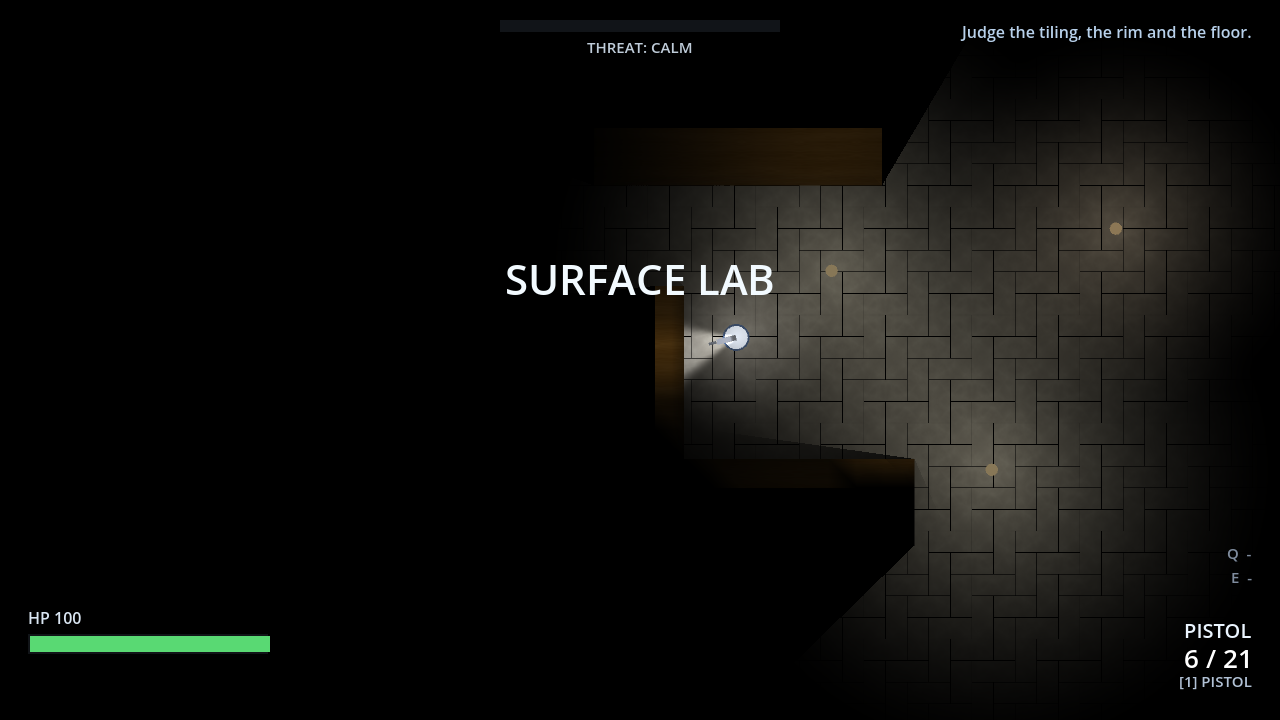 THREAT: CALM
Judge the tiling, the rim and the floor.
SURFACE LAB
Q -
E -
HP 100
PISTOL
6 / 21
[1] PISTOL